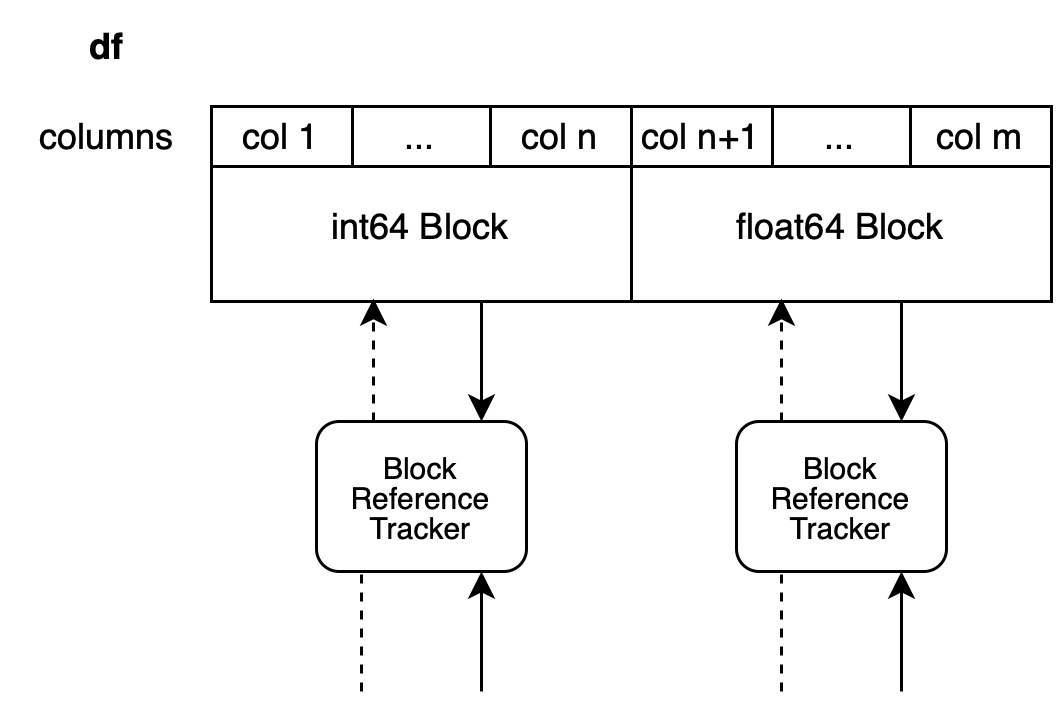 df
columns col 1 ... col n col n+1 ... col m
int64 Block float64 Block
Block
Reference
Tracker
Block
Reference
Tracker